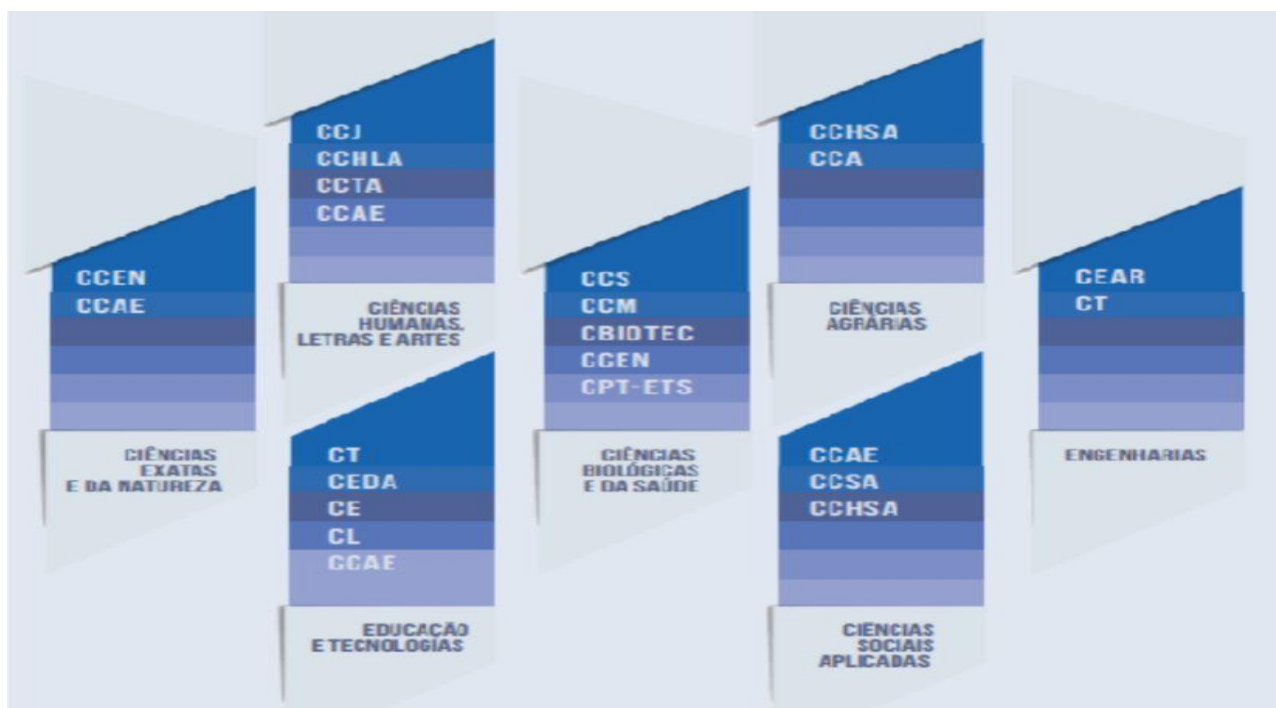 CCEN
CCAE
CIÊNCIAS
EXATAS
E DA NATUREZA
CCJ
CCHLA
CCTA
CCAE
CIÊNCIAS
HUMANAS,
LETRAS E ARTES
CT
CEDA
CE
CL
CCAE
EDUCAÇÃO
E TECNOLOGIAS
CCS
CCM
CBIOTEC
CCEN
CPT-ETS
CIÊNCIAS
BIOLÓGICAS
E DA SAÚDE
CCHSA
CCA
CIÊNCIAS
AGRÁRIAS
CCAE
CCSA
CCHSA
CIÊNCIAS
SOCIAIS
APLICADAS
CEAR
CT
ENGENHARIAS